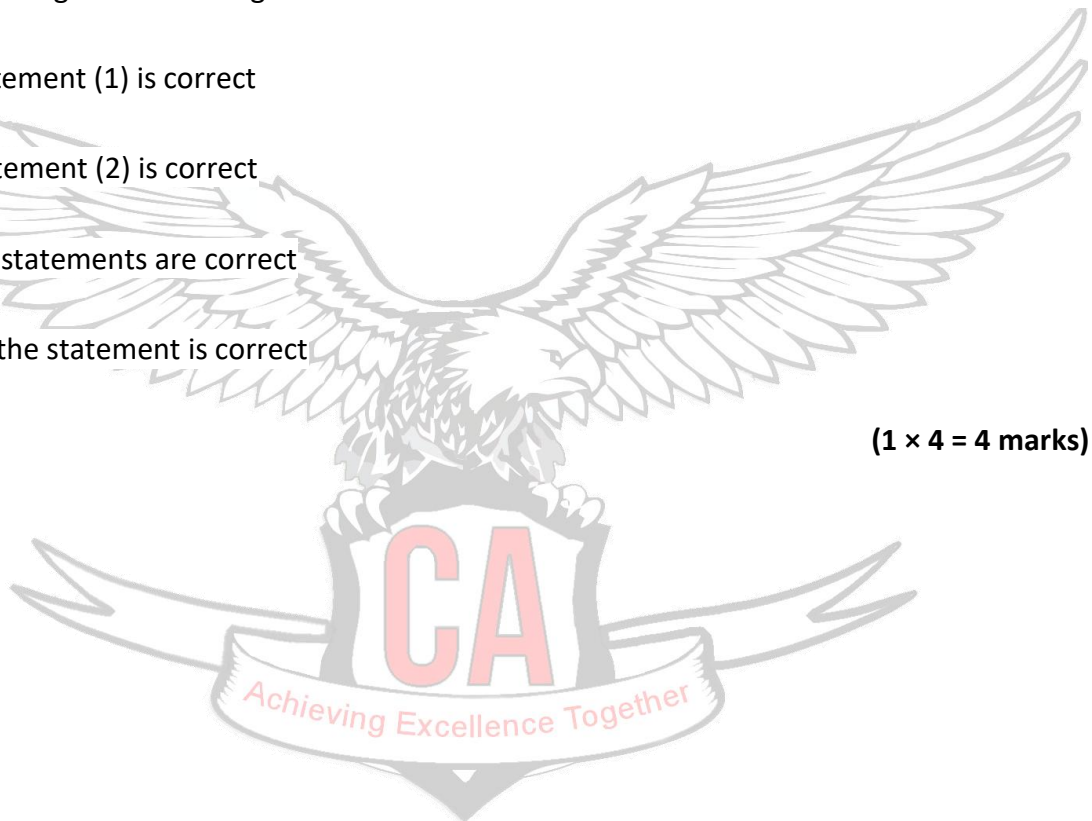 tement (1) is correct
tement (2) is correct
statements are correct
the statement is correct
(1 × 4 = 4 marks)
CA
Achieving Excellence Together